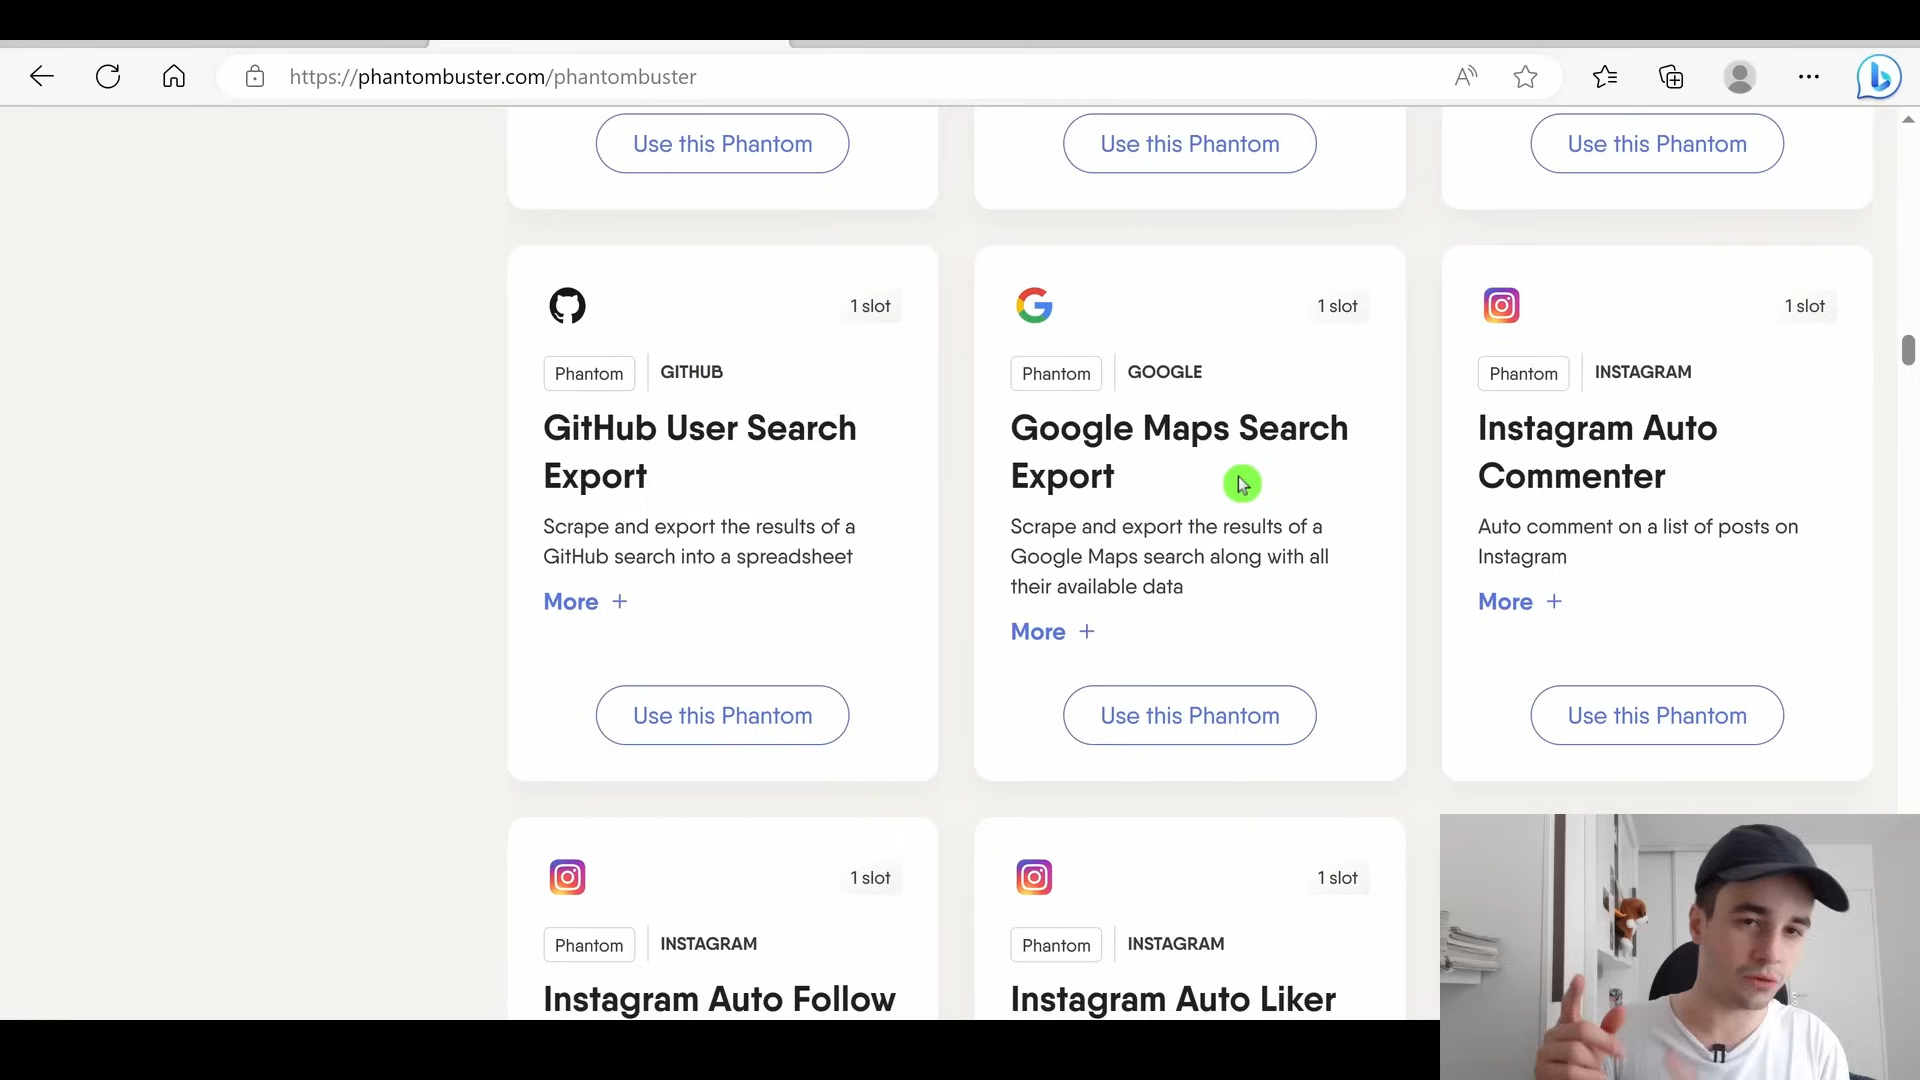 https://phantombuster.com/phantombuster
Use this Phantom
Use this Phantom
Use this Phantom
1 slot
Phantom
GITHUB
GitHub User Search
Export
Scrape and export the results of a
GitHub search into a spreadsheet
More +
Use this Phantom
1 slot
Phantom
GOOGLE
Google Maps Search
Export
Scrape and export the results of a
Google Maps search along with all
their available data
More +
Use this Phantom
1 slot
Phantom
INSTAGRAM
Instagram Auto
Commenter
Auto comment on a list of posts on
Instagram
More +
Use this Phantom
1 slot
Phantom
INSTAGRAM
Instagram Auto Follow
1 slot
Phantom
INSTAGRAM
Instagram Auto Liker